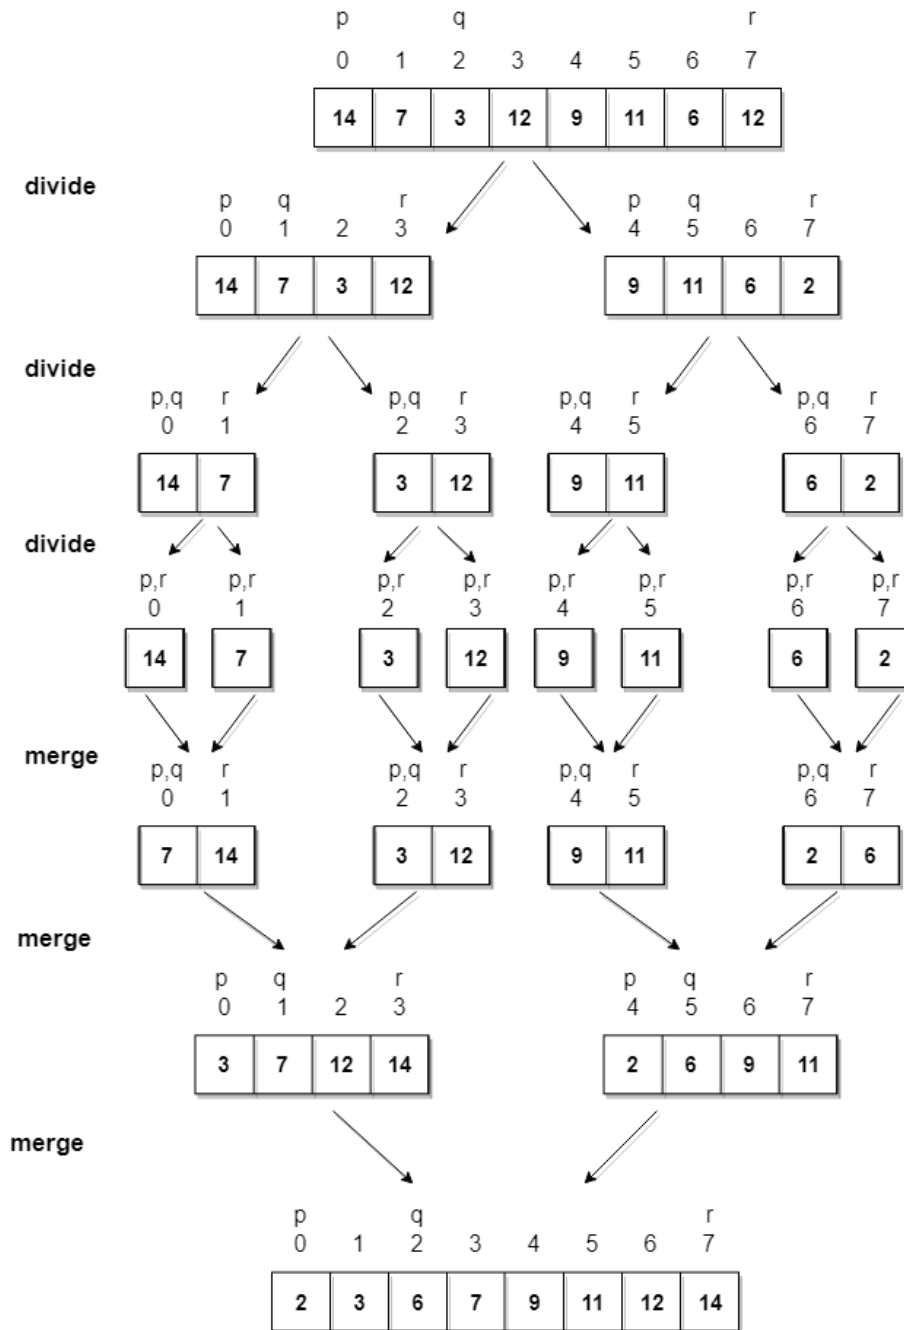 p q r
0 1 2 3 4 5 6 7
14 7 3 12 9 11 6 12
divide
p q r p q r
0 1 2 3 4 5 6 7
14 7 3 12 9 11 6 2
divide
p,q r p,q r p,q r p,q r
0 1 2 3 4 5 6 7
14 7 3 12 9 11 6 2
divide
p,r p,r p,r p,r p,r p,r p,r p,r
0 1 2 3 4 5 6 7
14 7 3 12 9 11 6 2
merge
p,q r p,q r p,q r p,q r
0 1 2 3 4 5 6 7
7 14 3 12 9 11 2 6
merge
p q r p q r
0 1 2 3 4 5 6 7
3 7 12 14 2 6 9 11
merge
p q r
0 1 2 3 4 5 6 7
2 3 6 7 9 11 12 14